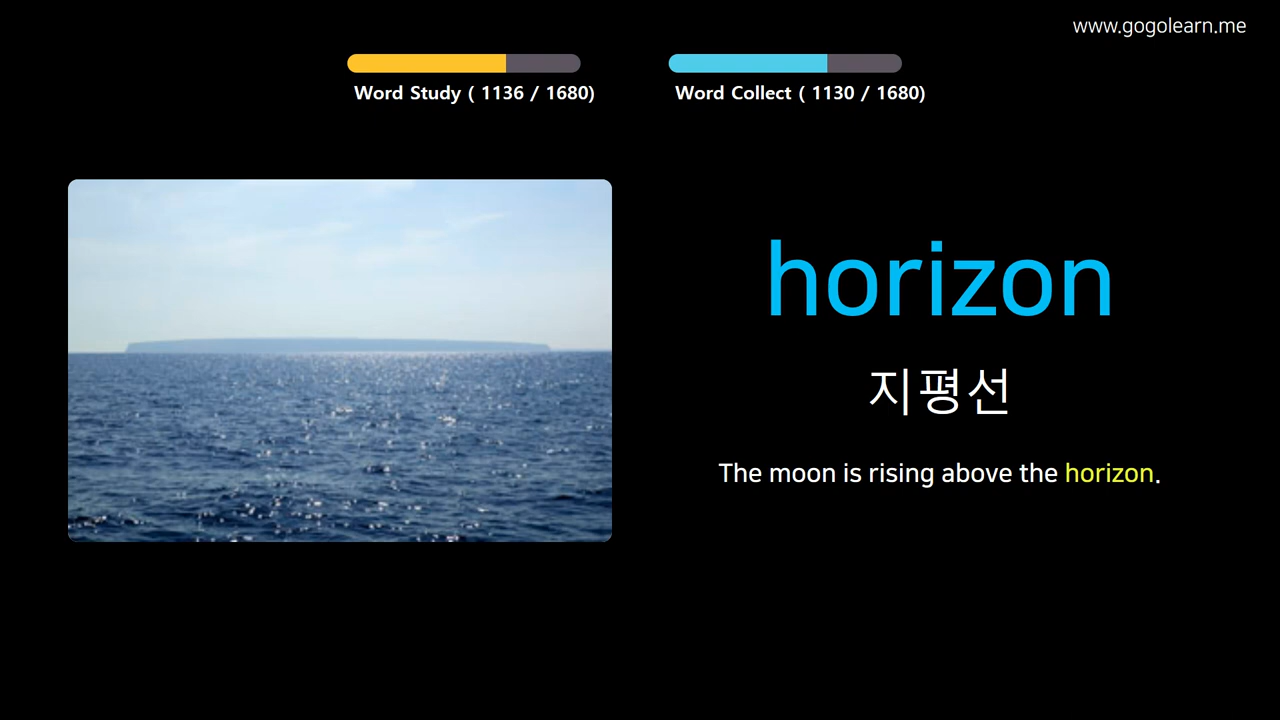 www.gogolearn.me
Word Study ( 1136 / 1680)
Word Collect ( 1130 / 1680)
horizon
지평선
The moon is rising above the horizon.